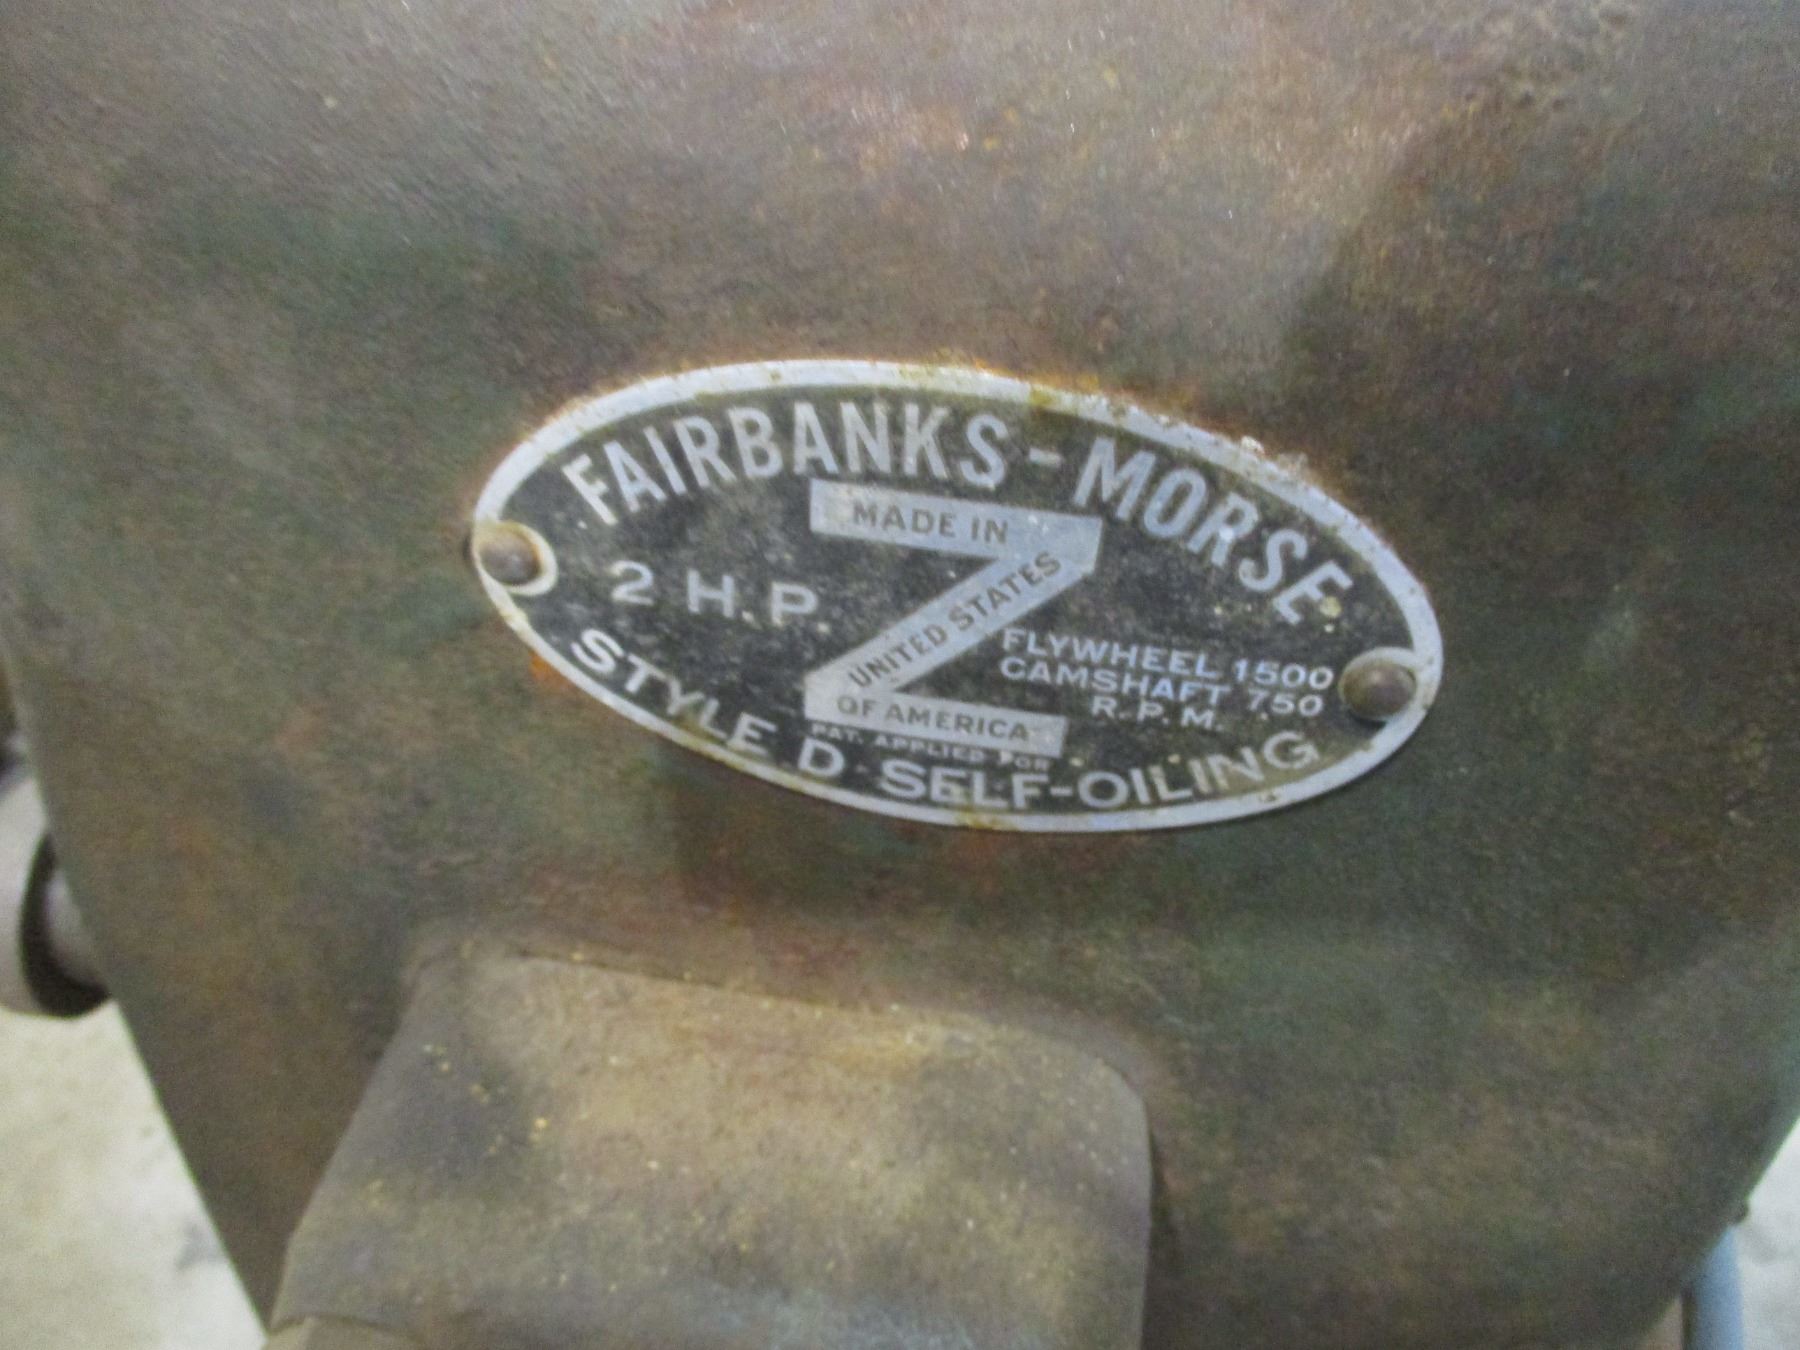 FAIRBANKS-MORSE
Z
MADE IN
UNITED STATES
OF AMERICA
2 H.P.
FLYWHEEL 1500
CAMSHAFT 750
R.P.M.
PAT. APPLIED FOR
STYLE D SELF-OILING